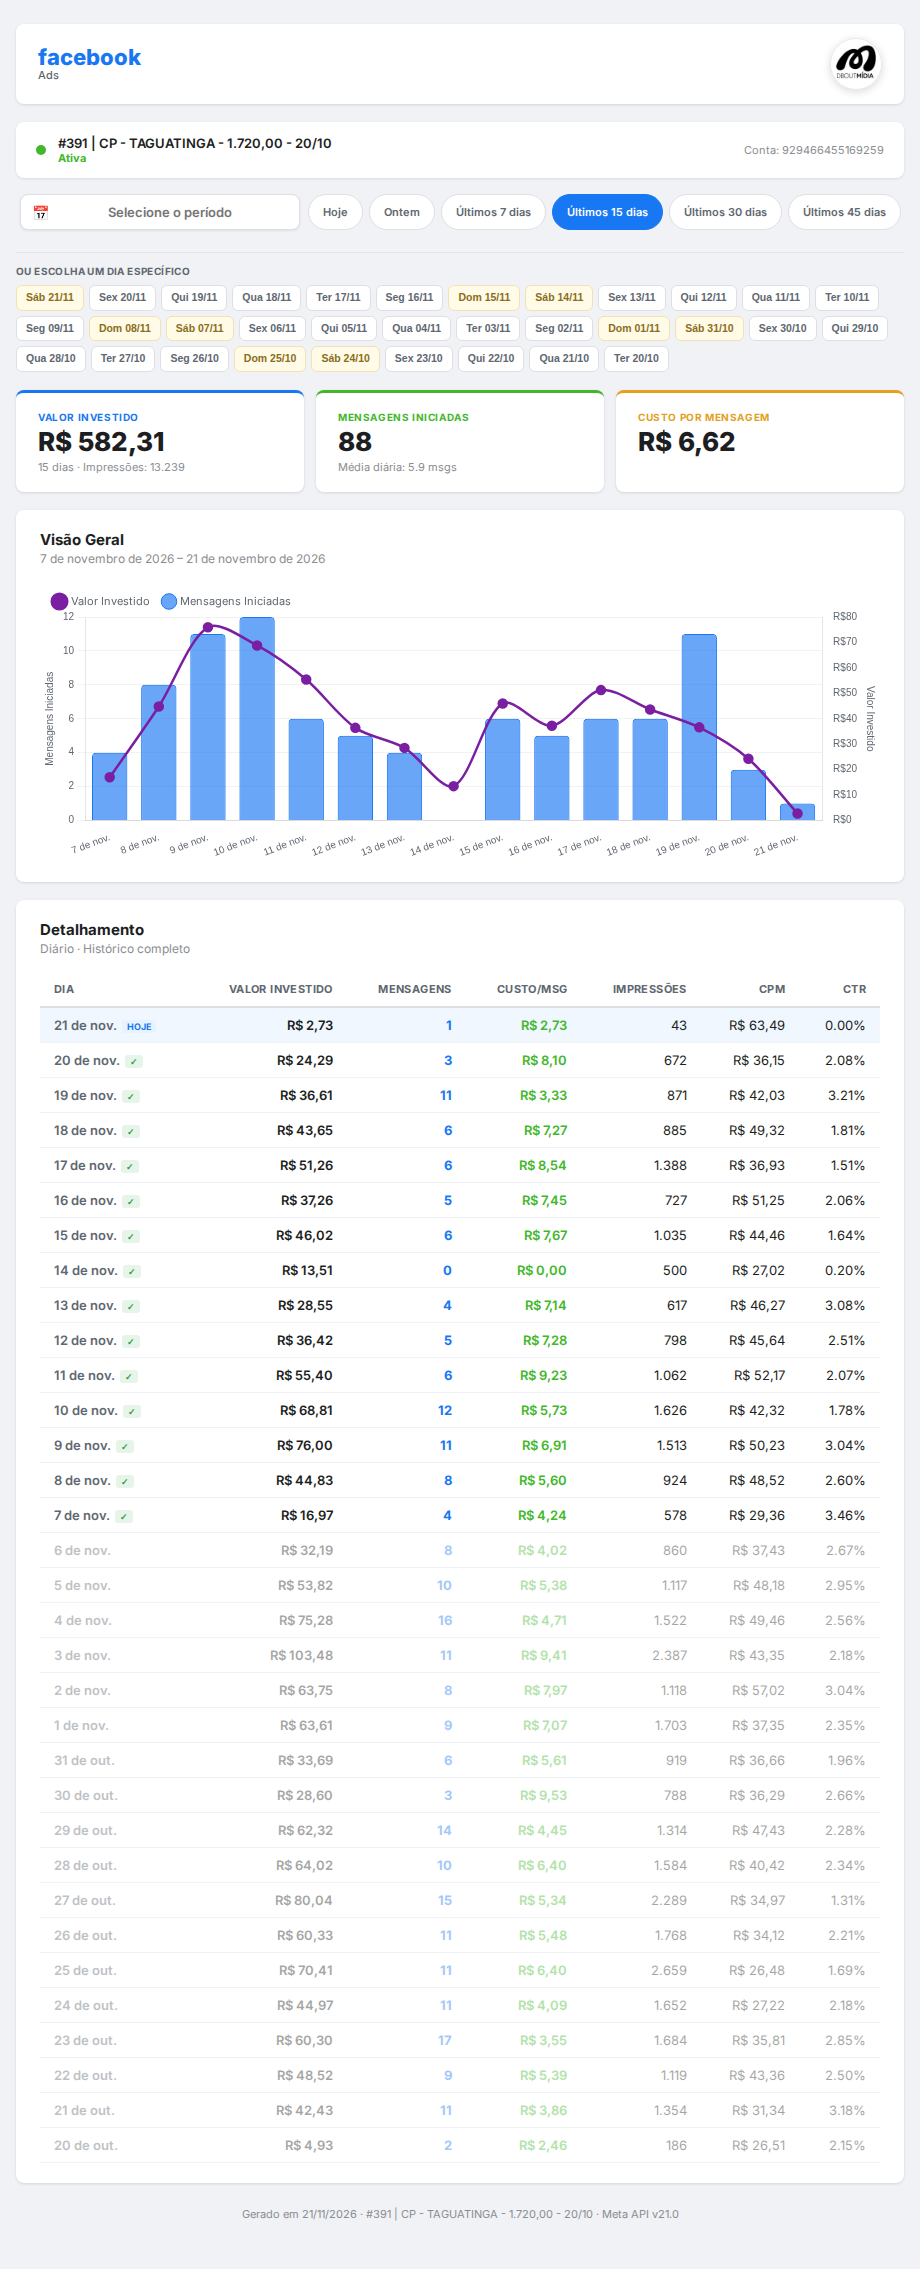 facebook
Ads
DBOUTMÍDIA
#391 | CP - TAGUATINGA - 1.720,00 - 20/10
Ativa
Conta: 929466455169259
Selecione o período
Hoje
Ontem
Últimos 7 dias
Últimos 15 dias
Últimos 30 dias
Últimos 45 dias
OU ESCOLHA UM DIA ESPECÍFICO
Sáb 21/11 Sex 20/11 Qui 19/11 Qua 18/11 Ter 17/11 Seg 16/11 Dom 15/11 Sáb 14/11 Sex 13/11 Qui 12/11 Qua 11/11 Ter 10/11
Seg 09/11 Dom 08/11 Sáb 07/11 Sex 06/11 Qui 05/11 Qua 04/11 Ter 03/11 Seg 02/11 Dom 01/11 Sáb 31/10 Sex 30/10 Qui 29/10
Qua 28/10 Ter 27/10 Seg 26/10 Dom 25/10 Sáb 24/10 Sex 23/10 Qui 22/10 Qua 21/10 Ter 20/10
VALOR INVESTIDO
R$ 582,31
15 dias · Impressões: 13.239
MENSAGENS INICIADAS
88
Média diária: 5.9 msgs
CUSTO POR MENSAGEM
R$ 6,62
Visão Geral
7 de novembro de 2026 – 21 de novembro de 2026
Valor Investido Mensagens Iniciadas
Mensagens Iniciadas
12
10
8
6
4
2
0
R$80
R$70
R$60
R$50
R$40
R$30
R$20
R$10
R$0
Valor Investido
7 de nov. 8 de nov. 9 de nov. 10 de nov. 11 de nov. 12 de nov. 13 de nov. 14 de nov. 15 de nov. 16 de nov. 17 de nov. 18 de nov. 19 de nov. 20 de nov. 21 de nov.
Detalhamento
Diário · Histórico completo
DIA VALOR INVESTIDO MENSAGENS CUSTO/MSG IMPRESSÕES CPM CTR
21 de nov. HOJE R$ 2,73 1 R$ 2,73 43 R$ 63,49 0.00%
20 de nov. ✓ R$ 24,29 3 R$ 8,10 672 R$ 36,15 2.08%
19 de nov. ✓ R$ 36,61 11 R$ 3,33 871 R$ 42,03 3.21%
18 de nov. ✓ R$ 43,65 6 R$ 7,27 885 R$ 49,32 1.81%
17 de nov. ✓ R$ 51,26 6 R$ 8,54 1.388 R$ 36,93 1.51%
16 de nov. ✓ R$ 37,26 5 R$ 7,45 727 R$ 51,25 2.06%
15 de nov. ✓ R$ 46,02 6 R$ 7,67 1.035 R$ 44,46 1.64%
14 de nov. ✓ R$ 13,51 0 R$ 0,00 500 R$ 27,02 0.20%
13 de nov. ✓ R$ 28,55 4 R$ 7,14 617 R$ 46,27 3.08%
12 de nov. ✓ R$ 36,42 5 R$ 7,28 798 R$ 45,64 2.51%
11 de nov. ✓ R$ 55,40 6 R$ 9,23 1.062 R$ 52,17 2.07%
10 de nov. ✓ R$ 68,81 12 R$ 5,73 1.626 R$ 42,32 1.78%
9 de nov. ✓ R$ 76,00 11 R$ 6,91 1.513 R$ 50,23 3.04%
8 de nov. ✓ R$ 44,83 8 R$ 5,60 924 R$ 48,52 2.60%
7 de nov. ✓ R$ 16,97 4 R$ 4,24 578 R$ 29,36 3.46%
6 de nov. R$ 32,19 8 R$ 4,02 860 R$ 37,43 2.67%
5 de nov. R$ 53,82 10 R$ 5,38 1.117 R$ 48,18 2.95%
4 de nov. R$ 75,28 16 R$ 4,71 1.522 R$ 49,46 2.56%
3 de nov. R$ 103,48 11 R$ 9,41 2.387 R$ 43,35 2.18%
2 de nov. R$ 63,75 8 R$ 7,97 1.118 R$ 57,02 3.04%
1 de nov. R$ 63,61 9 R$ 7,07 1.703 R$ 37,35 2.35%
31 de out. R$ 33,69 6 R$ 5,61 919 R$ 36,66 1.96%
30 de out. R$ 28,60 3 R$ 9,53 788 R$ 36,29 2.66%
29 de out. R$ 62,32 14 R$ 4,45 1.314 R$ 47,43 2.28%
28 de out. R$ 64,02 10 R$ 6,40 1.584 R$ 40,42 2.34%
27 de out. R$ 80,04 15 R$ 5,34 2.289 R$ 34,97 1.31%
26 de out. R$ 60,33 11 R$ 5,48 1.768 R$ 34,12 2.21%
25 de out. R$ 70,41 11 R$ 6,40 2.659 R$ 26,48 1.69%
24 de out. R$ 44,97 11 R$ 4,09 1.652 R$ 27,22 2.18%
23 de out. R$ 60,30 17 R$ 3,55 1.684 R$ 35,81 2.85%
22 de out. R$ 48,52 9 R$ 5,39 1.119 R$ 43,36 2.50%
21 de out. R$ 42,43 11 R$ 3,86 1.354 R$ 31,34 3.18%
20 de out. R$ 4,93 2 R$ 2,46 186 R$ 26,51 2.15%
Gerado em 21/11/2026 · #391 | CP - TAGUATINGA - 1.720,00 - 20/10 · Meta API v21.0